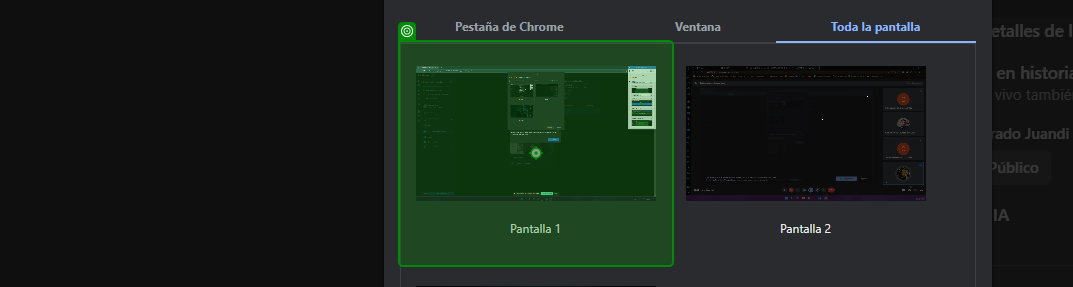 Pestaña de Chrome
Ventana
Toda la pantalla
etalles de l
en historia
vivo también
rado Juandi
Público
IA
Pantalla 1
Pantalla 2